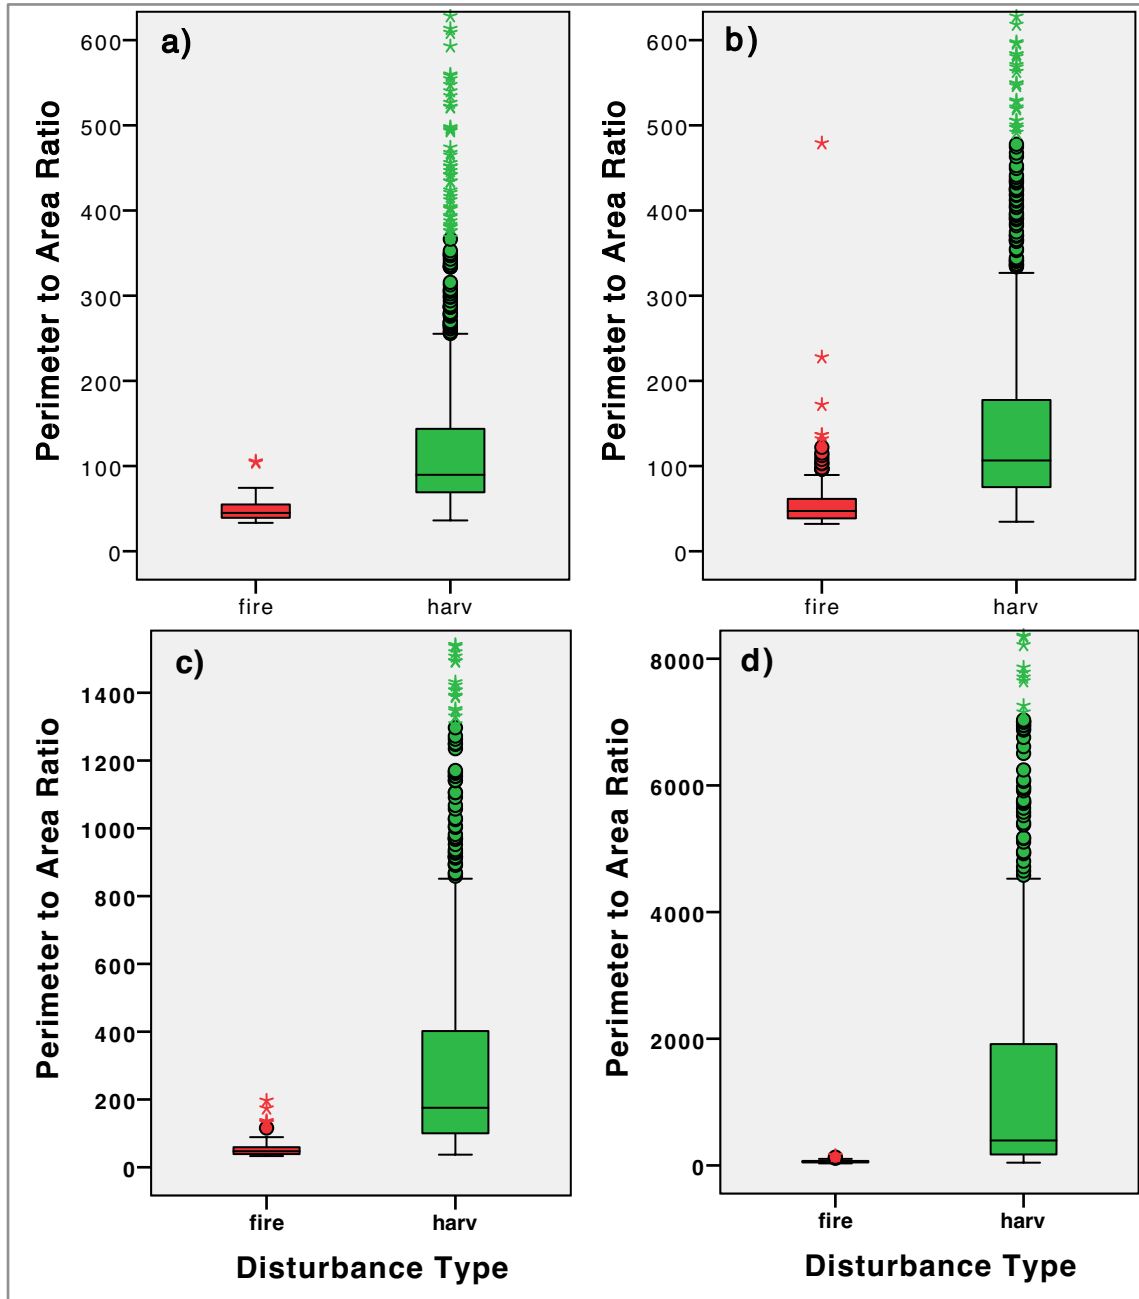 a)
600
500
400
300
200
100
0
Perimeter to Area Ratio
fire harv
b)
600
500
400
300
200
100
0
Perimeter to Area Ratio
fire harv
c)
1400
1200
1000
800
600
400
200
0
Perimeter to Area Ratio
fire harv
Disturbance Type
d)
8000
6000
4000
2000
0
Perimeter to Area Ratio
fire harv
Disturbance Type